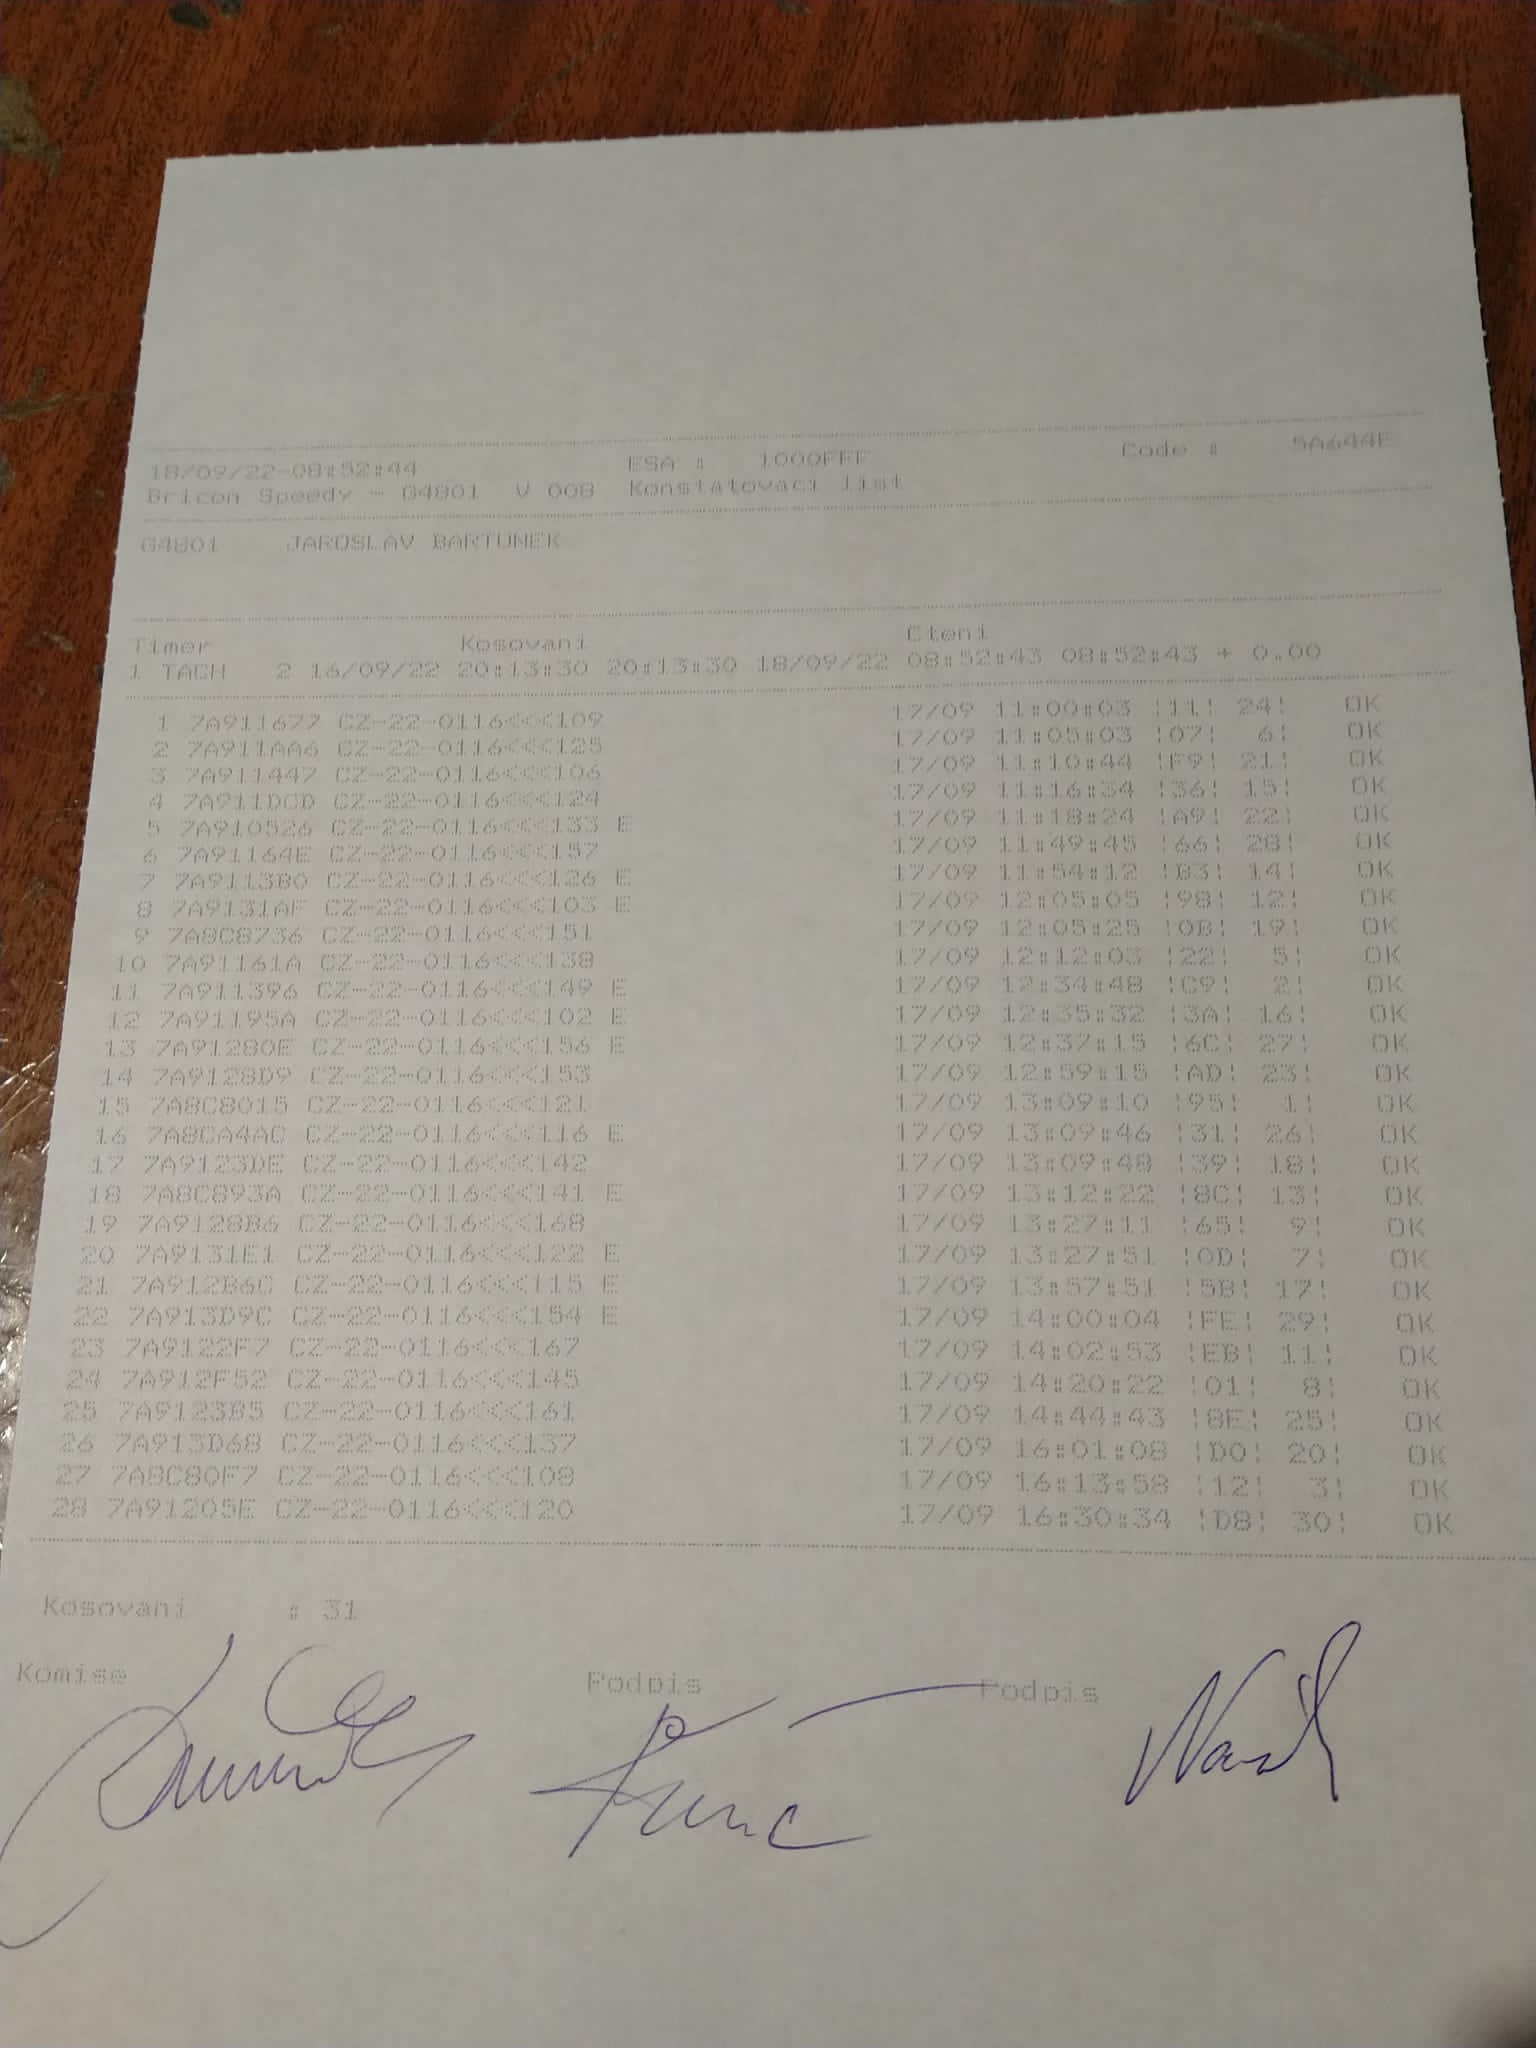 18/09/22-08:52:44 ESA : 1000FFF Code : 5A644F
Bricon Speedy - G4801 V 008 Konstatovaci list
G4801 JAROSLAV BARTUNEK
Timer Kosovani Cteni
1 TACH 2 16/09/22 20:13:30 20:13:30 18/09/22 08:52:43 08:52:43 + 0.00
1 7A911677 CZ-22-0116<<<109 17/09 11:00:03 !11! 24! OK
2 7A911AA6 CZ-22-0116<<<125 17/09 11:05:03 !07! 6! OK
3 7A911447 CZ-22-0116<<<106 17/09 11:10:44 !F9! 21! OK
4 7A911DCD CZ-22-0116<<<124 17/09 11:16:34 !36! 15! OK
5 7A910526 CZ-22-0116<<<133 E 17/09 11:18:24 !A9! 22! OK
6 7A91164E CZ-22-0116<<<157 17/09 11:49:45 !66! 28! OK
7 7A9113B0 CZ-22-0116<<<126 E 17/09 11:54:12 !B3! 14! OK
8 7A9131AF CZ-22-0116<<<103 E 17/09 12:05:05 !98! 12! OK
9 7A8C8736 CZ-22-0116<<<151 17/09 12:05:25 !0B! 19! OK
10 7A91161A CZ-22-0116<<<138 17/09 12:12:03 !22! 5! OK
11 7A911396 CZ-22-0116<<<149 E 17/09 12:34:48 !C9! 2! OK
12 7A91195A CZ-22-0116<<<102 E 17/09 12:35:32 !3A! 16! OK
13 7A91280E CZ-22-0116<<<156 E 17/09 12:37:15 !6C! 27! OK
14 7A9128D9 CZ-22-0116<<<153 17/09 12:59:15 !AD! 23! OK
15 7A8C8015 CZ-22-0116<<<121 17/09 13:09:10 !95! 1! OK
16 7A8CA4AC CZ-22-0116<<<116 E 17/09 13:09:46 !31! 26! OK
17 7A9123DE CZ-22-0116<<<142 17/09 13:09:48 !39! 18! OK
18 7A8C893A CZ-22-0116<<<141 E 17/09 13:12:22 !8C! 13! OK
19 7A9128B6 CZ-22-0116<<<168 17/09 13:27:11 !65! 9! OK
20 7A9131E1 CZ-22-0116<<<122 E 17/09 13:27:51 !0D! 7! OK
21 7A912B6C CZ-22-0116<<<115 E 17/09 13:57:51 !5B! 17! OK
22 7A913D9C CZ-22-0116<<<154 E 17/09 14:00:04 !FE! 29! OK
23 7A9122F7 CZ-22-0116<<<167 17/09 14:02:53 !EB! 11! OK
24 7A912F52 CZ-22-0116<<<145 17/09 14:20:22 !01! 8! OK
25 7A9123B5 CZ-22-0116<<<161 17/09 14:44:43 !8E! 25! OK
26 7A913D68 CZ-22-0116<<<137 17/09 16:01:08 !D0! 20! OK
27 7A8C80F7 CZ-22-0116<<<108 17/09 16:13:58 !12! 3! OK
28 7A91205E CZ-22-0116<<<120 17/09 16:30:34 !D8! 30! OK
Kosovani : 31
Komise Podpis Podpis